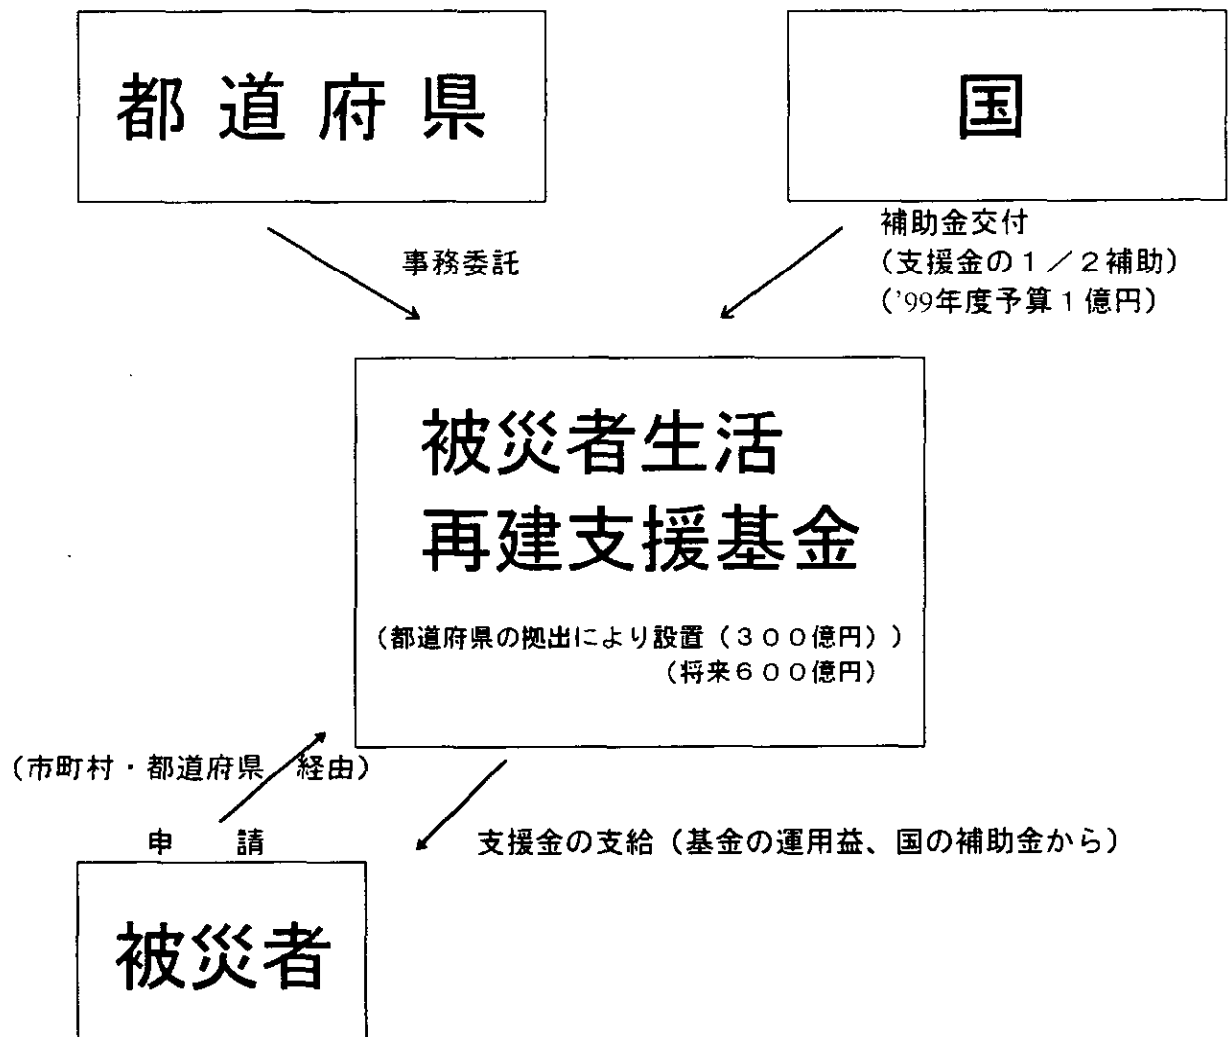 都道府県
国
事務委託
補助金交付
（支援金の１／２補助）
（'99年度予算１億円）
被災者生活
再建支援基金
（都道府県の拠出により設置（３００億円））
（将来６００億円）
（市町村・都道府県　経由）
申　　請
支援金の支給（基金の運用益、国の補助金から）
被災者